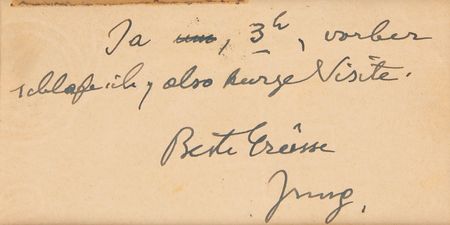 Ja um, 3h, vorher
schlafe ich, also kurze Visite.
Beste Grüsse
Jung.